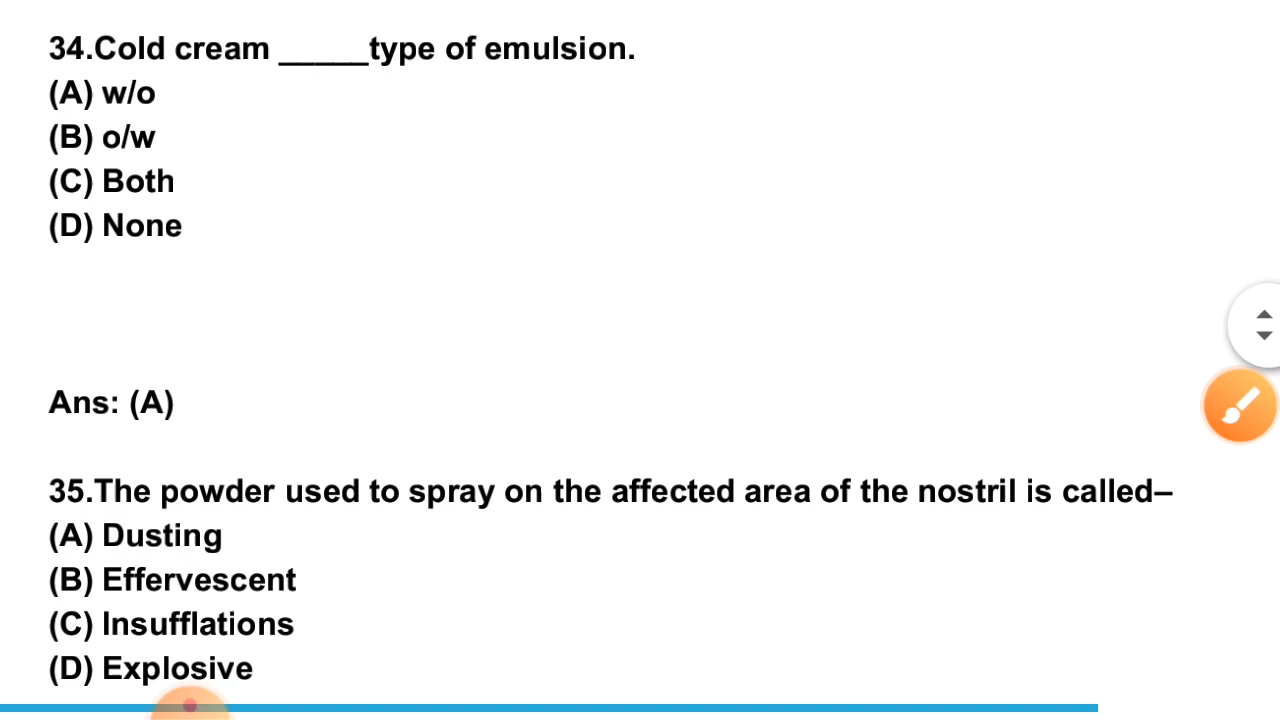 34.Cold cream _____type of emulsion.
(A) w/o
(B) o/w
(C) Both
(D) None
Ans: (A)
35.The powder used to spray on the affected area of the nostril is called–
(A) Dusting
(B) Effervescent
(C) Insufflations
(D) Explosive